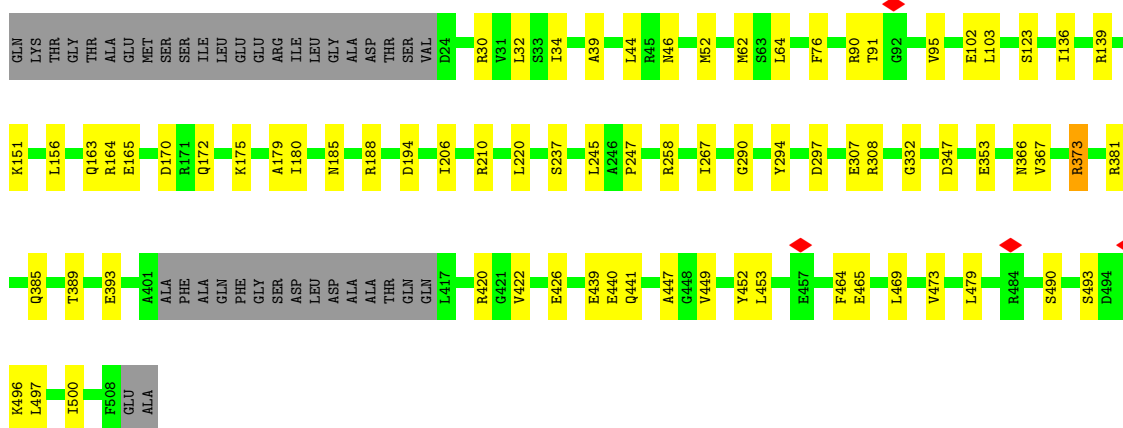 GLN LYS THR GLY THR ALA GLU MET SER SER ILE LEU GLU GLU ARG ILE LEU GLY ALA ASP THR SER VAL D24 R30 V31 L32 S33 I34 A39 L44 R45 N46 M52 M62 S63 L64 F76 R90 T91 G92 V95 E102 L103 S123 I136 R139
K151 L156 Q163 R164 E165 D170 R171 Q172 K175 A179 I180 N185 R188 D194 I206 R210 L220 S237 L245 A246 P247 R258 I267 G290 Y294 D297 E307 R308 G332 D347 E353 N366 V367 R373 R381
Q385 T389 E393 A401 ALA PHE ALA GLN PHE GLY SER ASP LEU ASP ALA ALA THR GLN GLN L417 R420 G421 V422 E426 E439 E440 Q441 A447 G448 V449 Y452 L453 E457 F464 E465 L469 V473 L479 R484 S490 S493 D494
K496 L497 I500 F508 GLU ALA